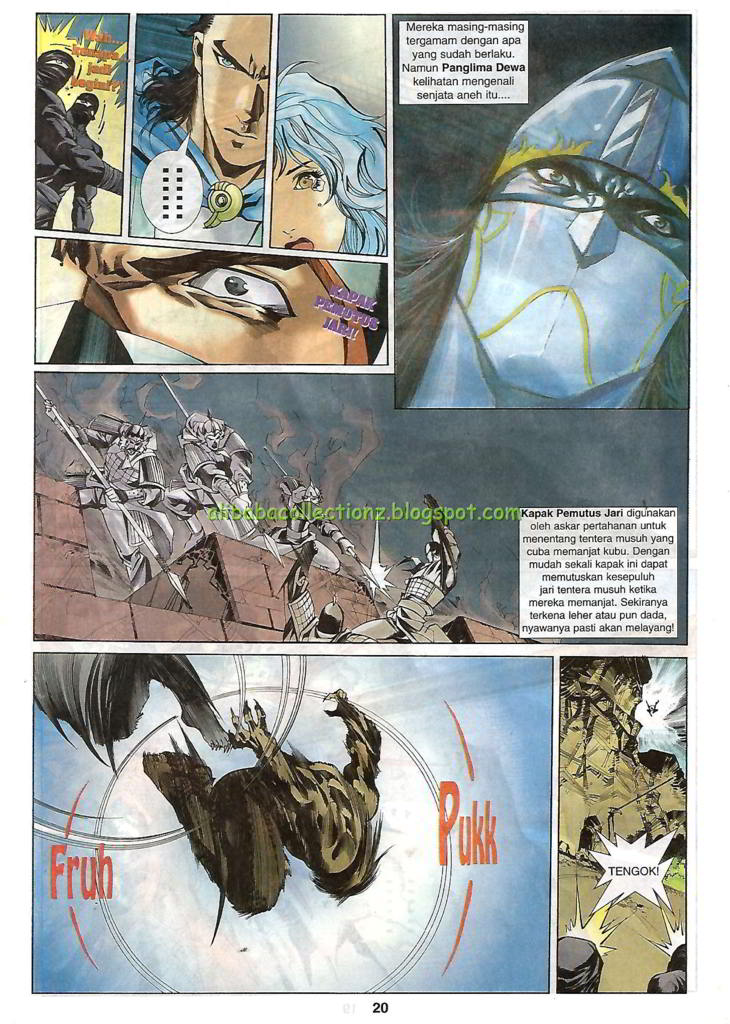 Mereka masing-masing
tergamam dengan apa
yang sudah berlaku.
Namun Panglima Dewa
kelihatan mengenali
senjata aneh itu....
KAPAK
PEMUTUS
JARI!
alibabacollectionz.blogspot.com
Kapak Pemutus Jari digunakan
oleh askar pertahanan untuk
menentang tentera musuh yang
cuba memanjat kubu. Dengan
mudah sekali kapak ini dapat
memutuskan kesepuluh
jari tentera musuh ketika
mereka memanjat. Sekiranya
terkena leher atau pun dada,
nyawanya pasti akan melayang!
Fruh
Pukk
TENGOK!
20